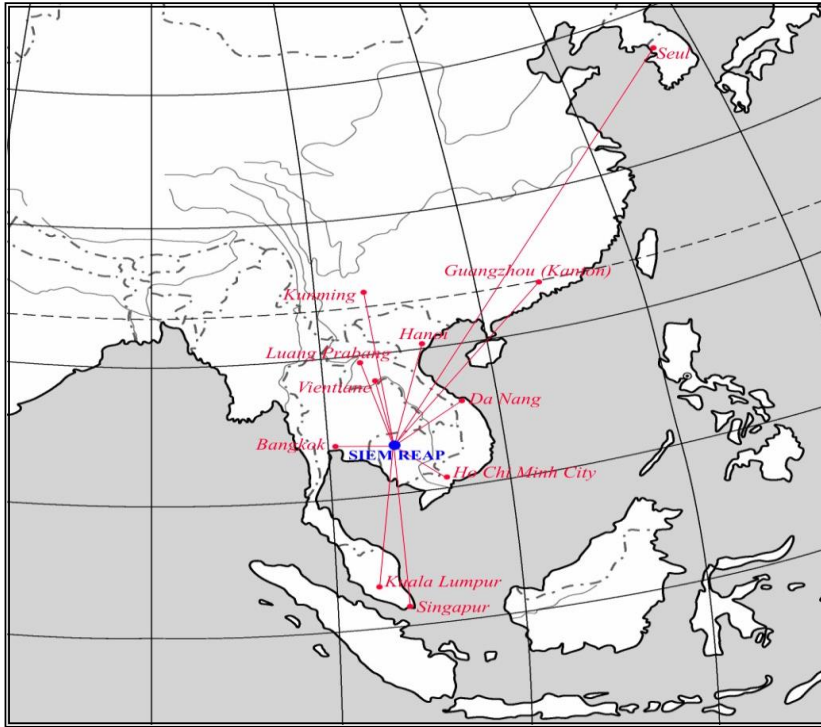 Seul
Guangzhou (Kanton)
Kunming
Hanoi
Luang Prabang
Vientiane
Da Nang
Bangkok
SIEM REAP
Ho Chi Minh City
Kuala Lumpur
Singapur